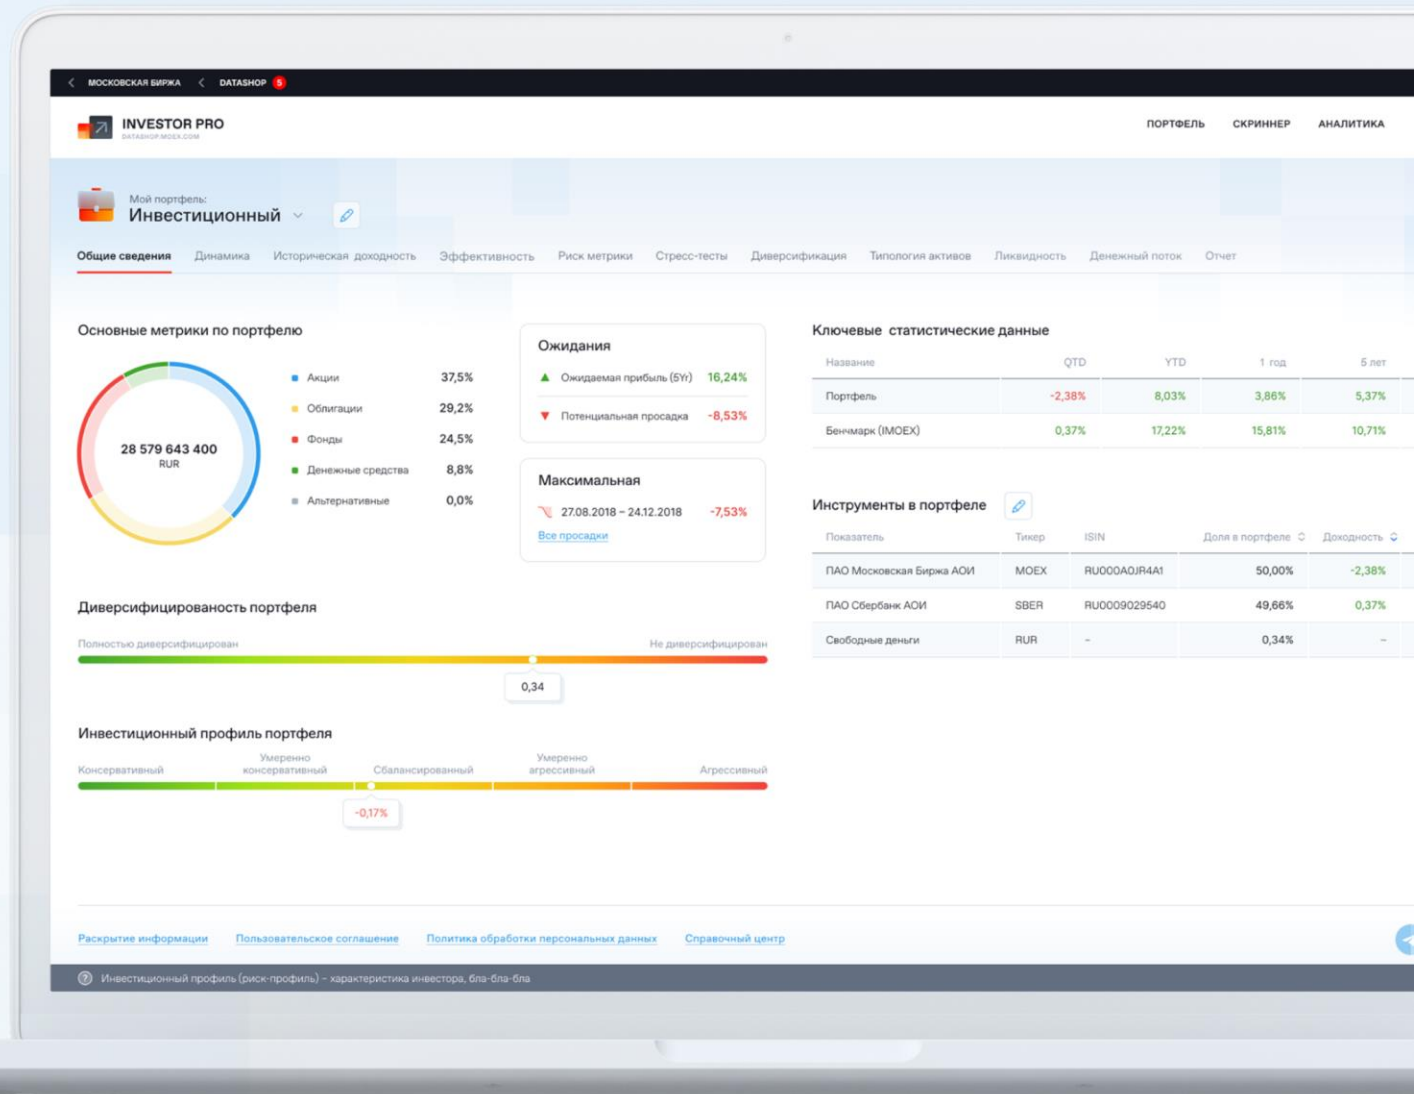 МОСКОВСКАЯ БИРЖА DATASHOP 5
INVESTOR PRO
DATASHOP.MOEX.COM
ПОРТФЕЛЬ СКРИННЕР АНАЛИТИКА
Мой портфель:
Инвестиционный
Общие сведения Динамика Историческая доходность Эффективность Риск метрики Стресс-тесты Диверсификация Типология активов Ликвидность Денежный поток Отчет
Основные метрики по портфелю
28 579 643 400
RUR
Акции 37,5%
Облигации 29,2%
Фонды 24,5%
Денежные средства 8,8%
Альтернативные 0,0%
Ожидания
Ожидаемая прибыль (5Yr) 16,24%
Потенциальная просадка -8,53%
Максимальная
27.08.2018 – 24.12.2018 -7,53%
Все просадки
Ключевые статистические данные
Название QTD YTD 1 год 5 лет
Портфель -2,38% 8,03% 3,86% 5,37%
Бенчмарк (IMOEX) 0,37% 17,22% 15,81% 10,71%
Инструменты в портфеле
Показатель Тикер ISIN Доля в портфеле Доходность
ПАО Московская Биржа АОИ MOEX RU000A0JR4A1 50,00% -2,38%
ПАО Сбербанк АОИ SBER RU0009029540 49,66% 0,37%
Свободные деньги RUR – 0,34% –
Диверсифицированость портфеля
Полностью диверсифицирован Не диверсифицирован
0,34
Инвестиционный профиль портфеля
Консервативный Умеренно консервативный Сбалансированный Умеренно агрессивный Агрессивный
-0,17%
Раскрытие информации Пользовательское соглашение Политика обработки персональных данных Справочный центр
? Инвестиционный профиль (риск-профиль) – характеристика инвестора, бла-бла-бла